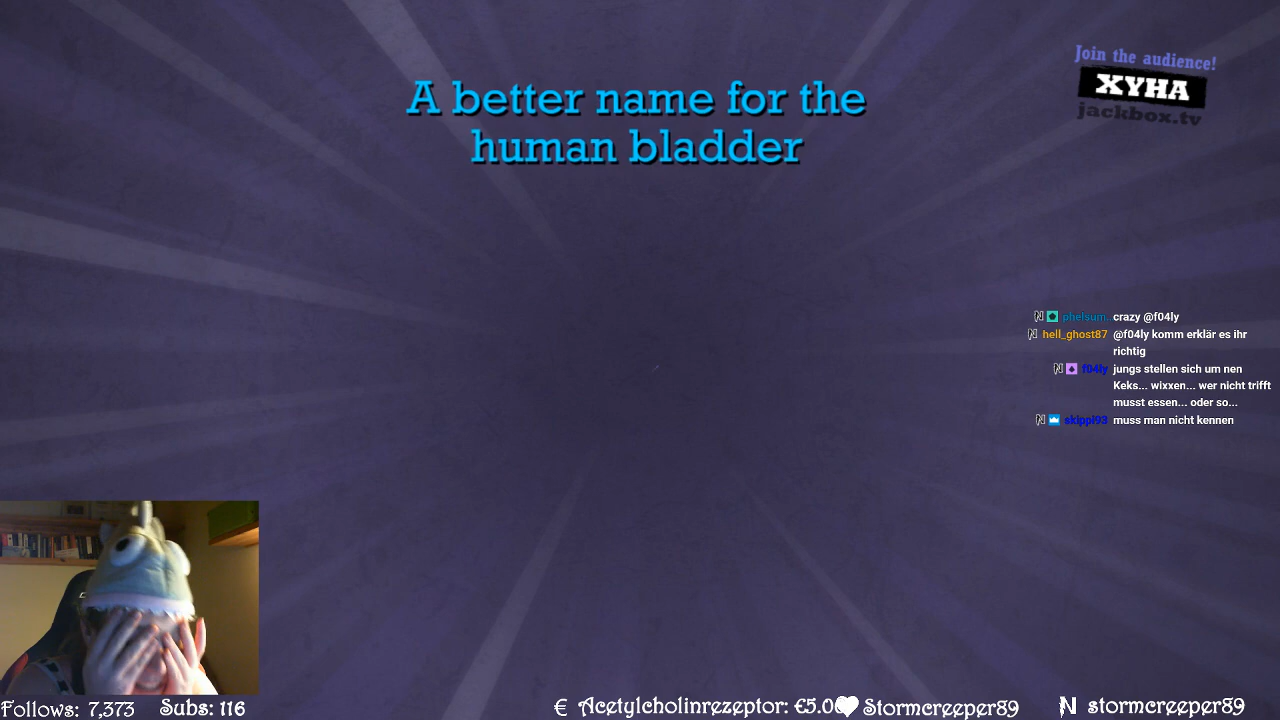 A better name for the
human bladder
Join the audience!
XYHA
jackbox.tv
crazy @f04ly
hell_ghost87 @f04ly komm erklär es ihr
richtig
f04ly jungs stellen sich um nen
Keks... wixxen... wer nicht trifft
musst essen... oder so...
skippi93 muss man nicht kennen
Follows: 7,373 Subs: 116 € Acetylcholinrezeptor: €5.0 Stormcreeper89 N stormcreeper89